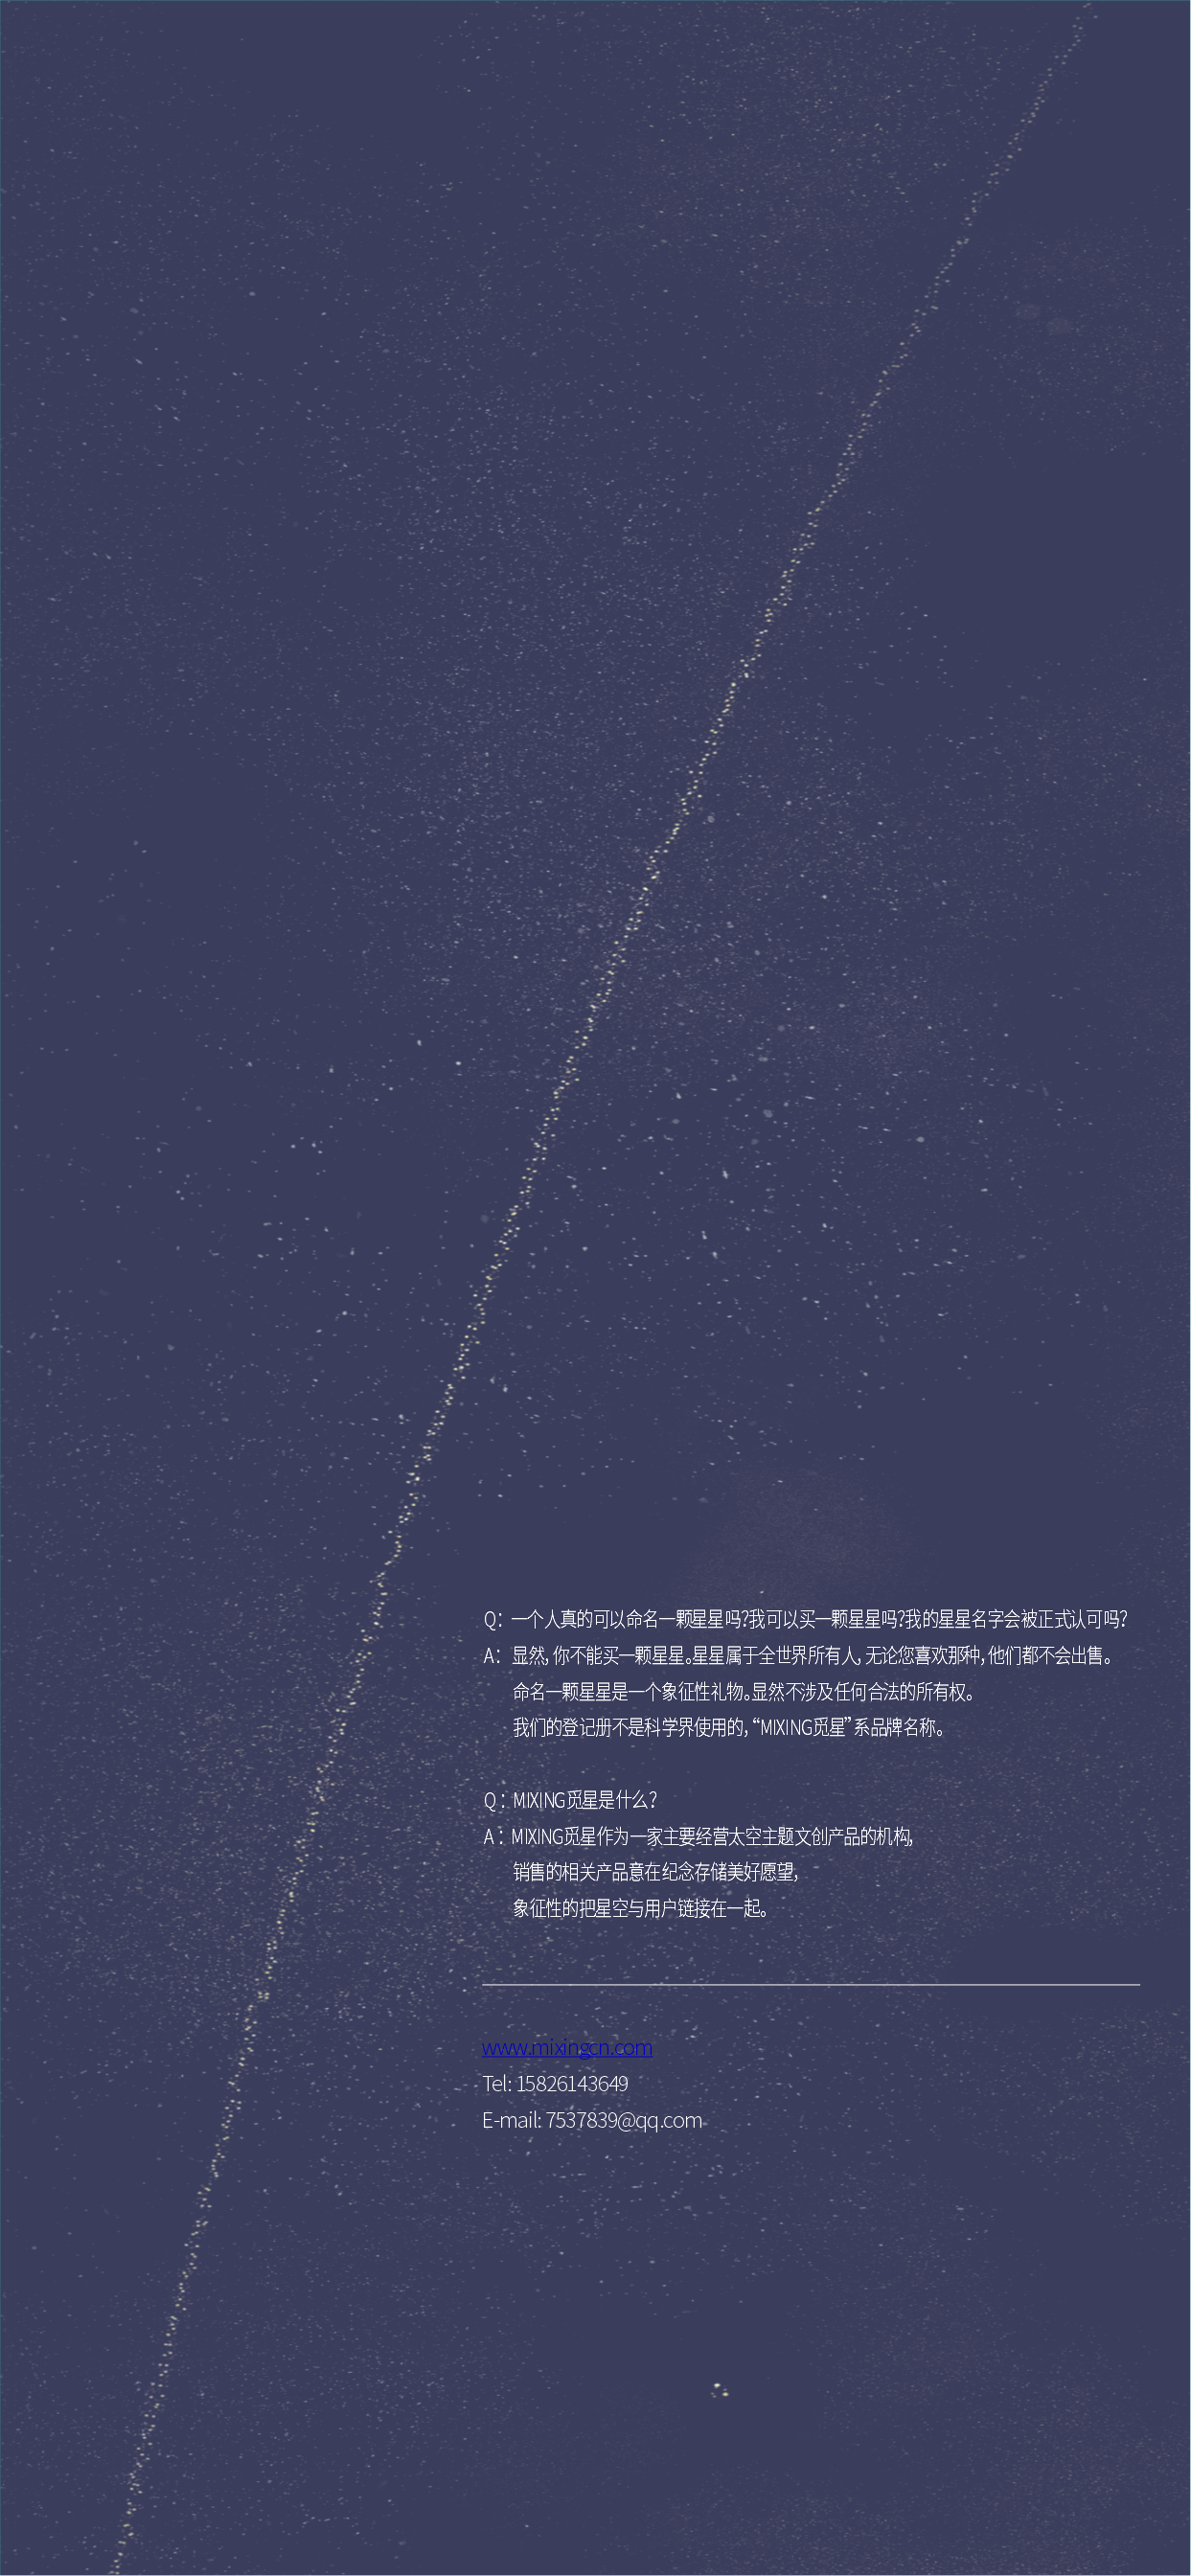 Q：一个人真的可以命名一颗星星吗?我可以买一颗星星吗?我的星星名字会被正式认可吗?
A：显然，你不能买一颗星星。星星属于全世界所有人，无论您喜欢那种，他们都不会出售。
命名一颗星星是一个象征性礼物。显然不涉及任何合法的所有权。
我们的登记册不是科学界使用的，“MIXING觅星”系品牌名称。
Q：MIXING觅星是什么?
A：MIXING觅星作为一家主要经营太空主题文创产品的机构，
销售的相关产品意在纪念存储美好愿望，
象征性的把星空与用户链接在一起。
www.mixingcn.com
Tel: 15826143649
E-mail: 7537839@qq.com